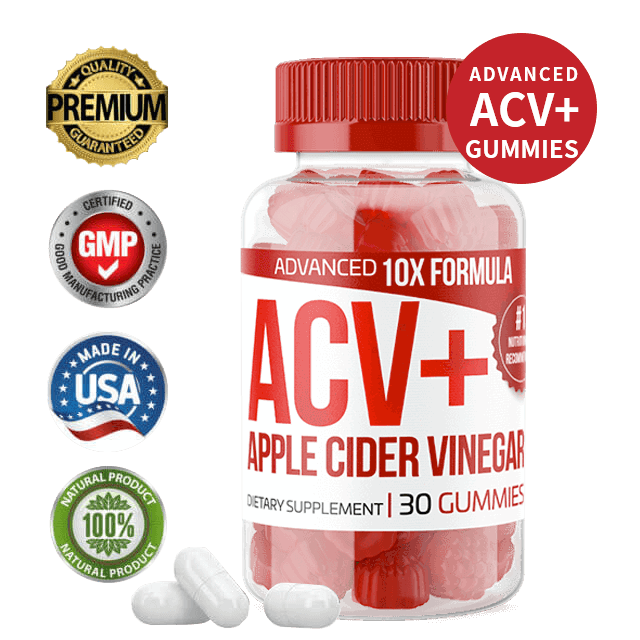 QUALITY
PREMIUM
GUARANTEED
CERTIFIED
GMP
GOOD MANUFACTURING PRACTICE
MADE IN
USA
NATURAL PRODUCT
100%
NATURAL PRODUCT
ADVANCED
ACV+
GUMMIES
ADVANCED 10X FORMULA
ACV+
APPLE CIDER VINEGAR
DIETARY SUPPLEMENT | 30 GUMMIES
#1